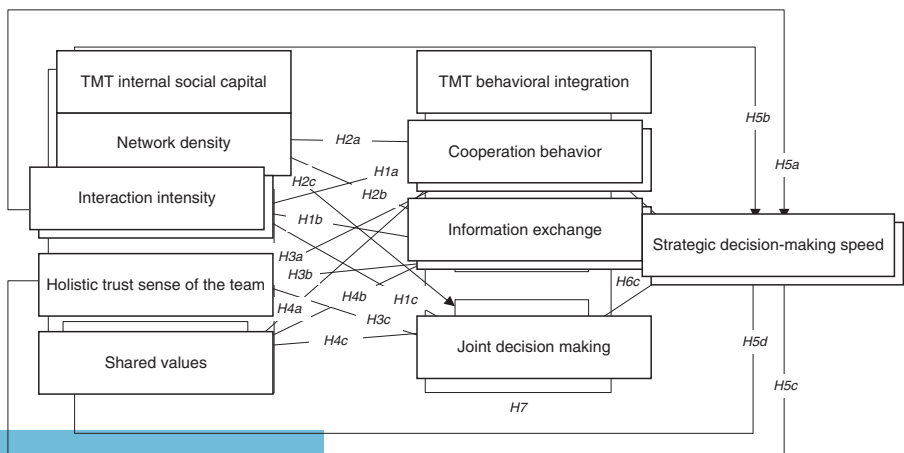 TMT internal social capital
TMT behavioral integration
Network density
H2a
Cooperation behavior
H5b
H5a
H1a
H2c
H2b
Interaction intensity
H1b
Information exchange
Strategic decision-making speed
H3a
H3b
Holistic trust sense of the team
H6c
H4a
H4b
H1c
H3c
H4c
Shared values
Joint decision making
H5d
H5c
H7